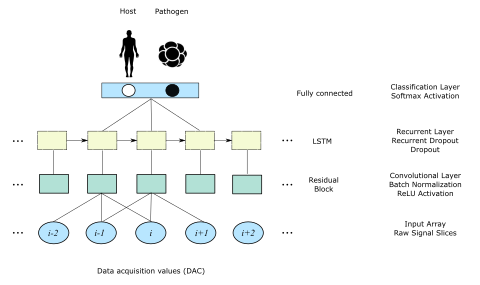 Host Pathogen
Fully connected
Classification Layer
Softmax Activation
... ...
LSTM
Recurrent Layer
Recurrent Dropout
Dropout
... ...
Residual
Block
Convolutional Layer
Batch Normalization
ReLU Activation
... i-2 i-1 i i+1 i+2 ...
Input Array
Raw Signal Slices
Data acquisition values (DAC)